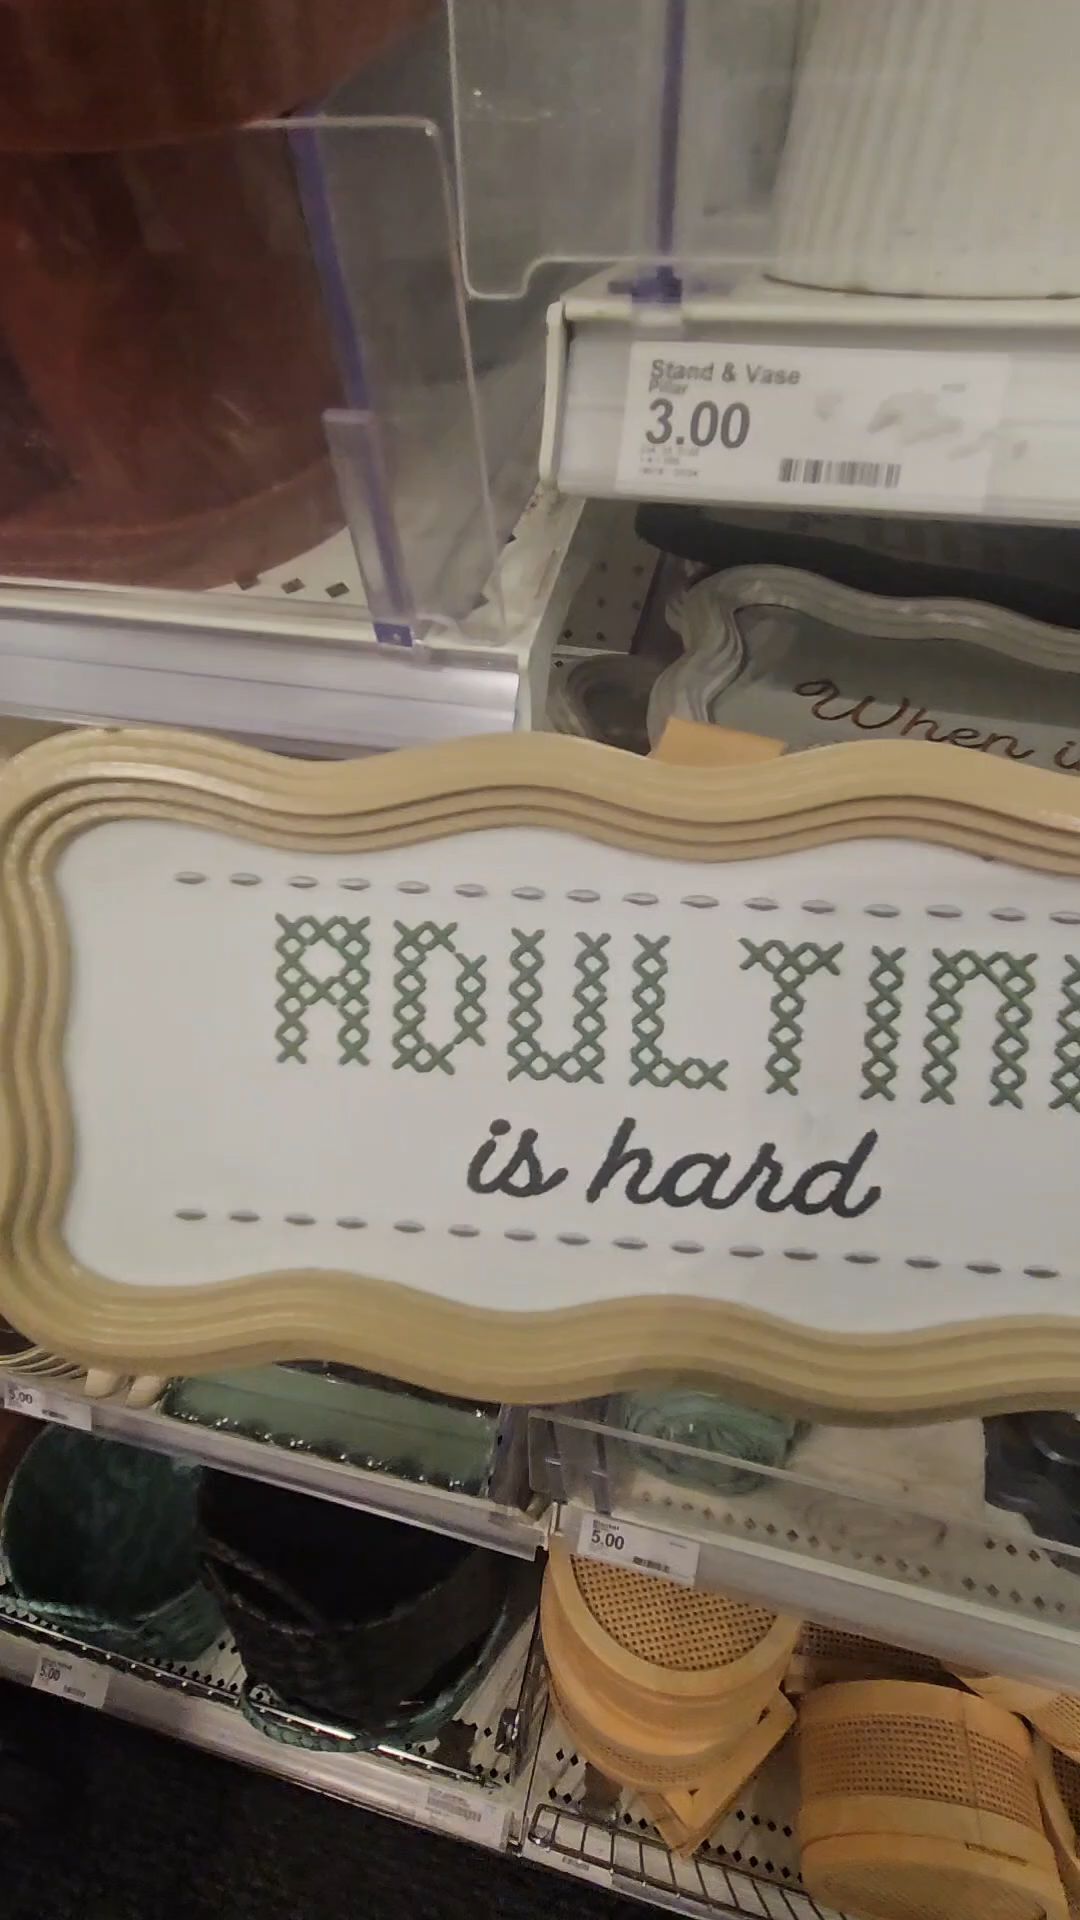 Stand & Vase
Pillar
3.00
When i
ADULTIN
is hard
5.00
5.00
5.00